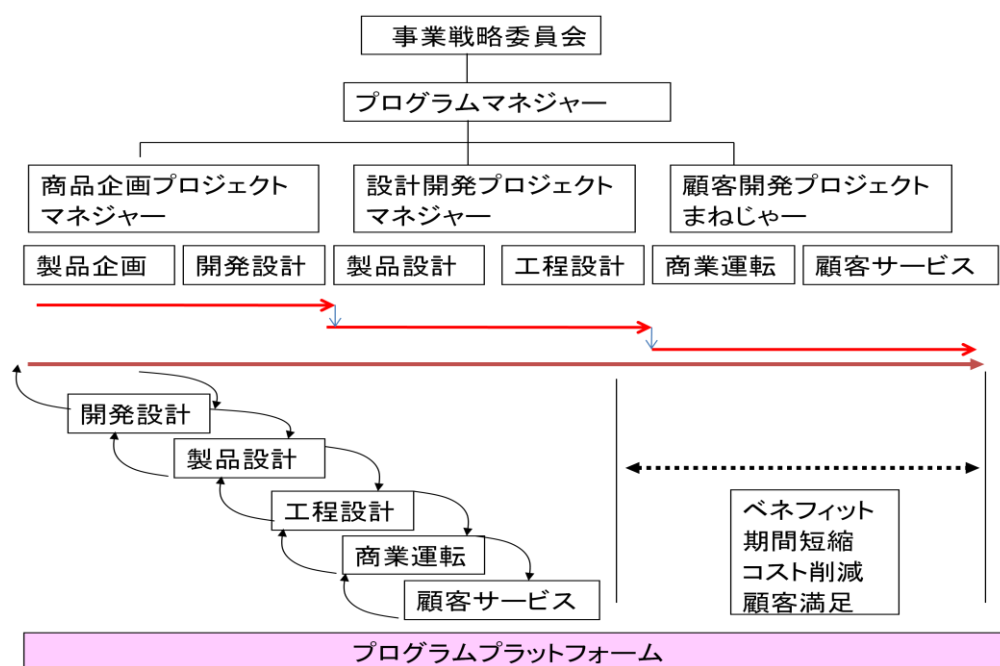 事業戦略委員会
プログラムマネジャー
商品企画プロジェクト
マネジャー
設計開発プロジェクト
マネジャー
顧客開発プロジェクト
まねじゃー
製品企画
開発設計
製品設計
工程設計
商業運転
顧客サービス
開発設計
製品設計
工程設計
商業運転
顧客サービス
ベネフィット
期間短縮
コスト削減
顧客満足
プログラムプラットフォーム